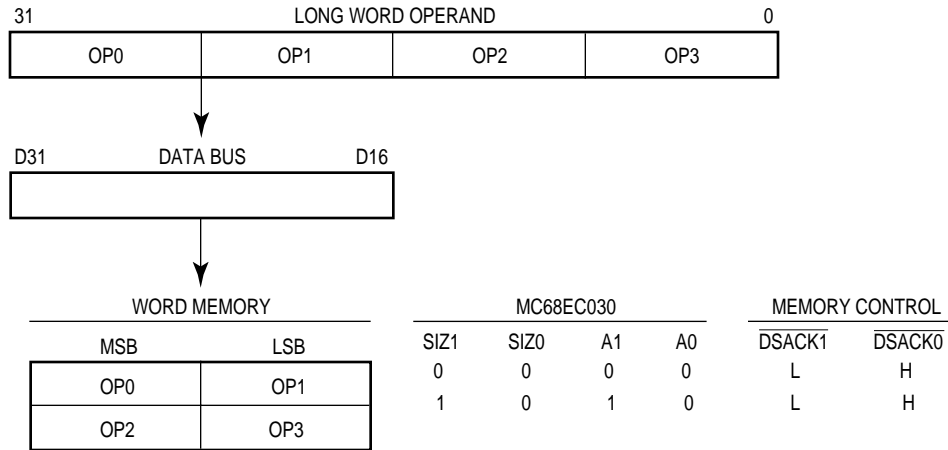 31 LONG WORD OPERAND 0
OP0 OP1 OP2 OP3
D31 DATA BUS D16
WORD MEMORY MC68EC030 MEMORY CONTROL
MSB LSB SIZ1 SIZ0 A1 A0 DSACK1 DSACK0
OP0 OP1 0 0 0 0 L H
OP2 OP3 1 0 1 0 L H